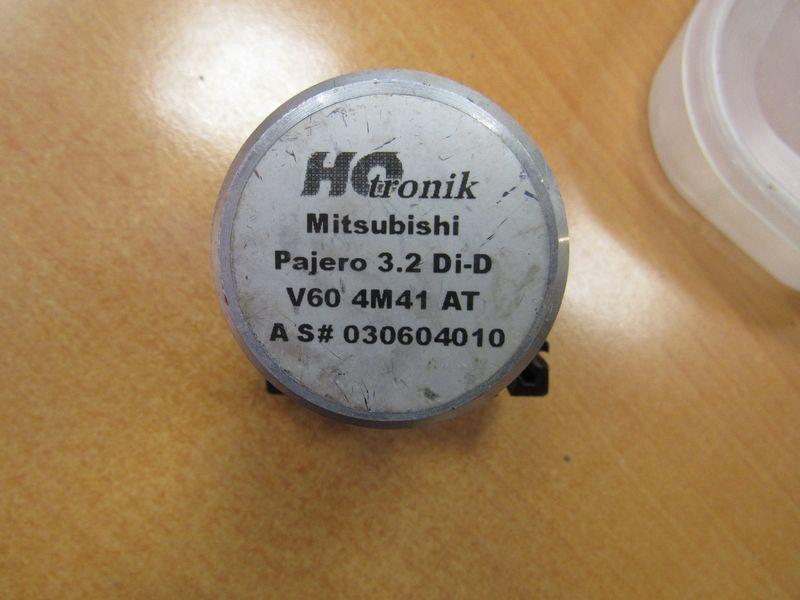 HQtronik
Mitsubishi
Pajero 3.2 Di-D
V60 4M41 AT
A S# 030604010